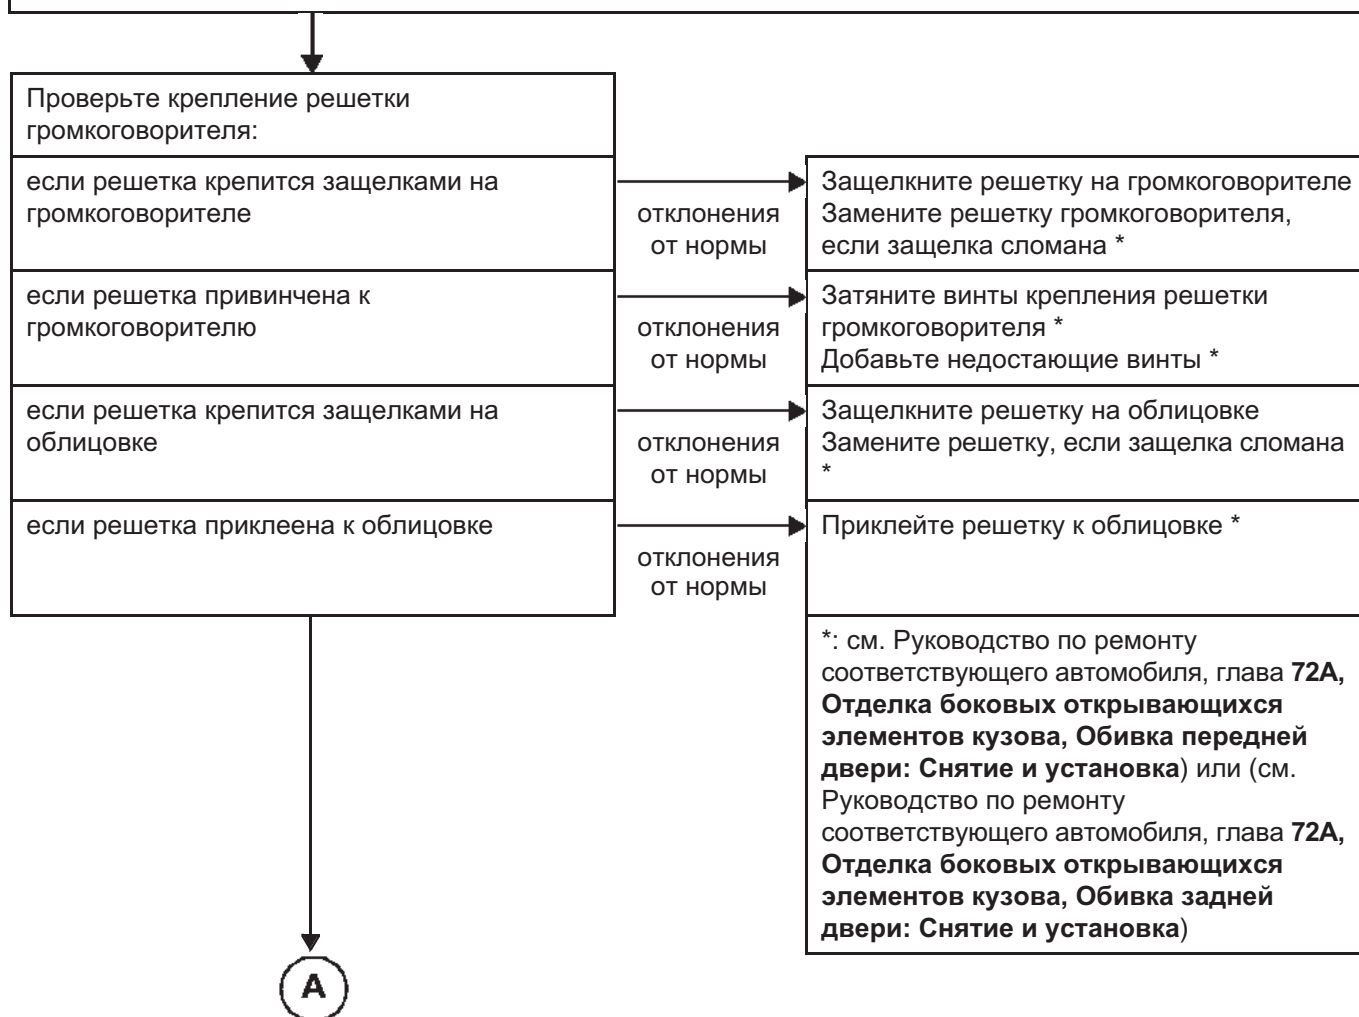 Проверьте крепление решетки
громкоговорителя:
если решетка крепится защелками на
громкоговорителе
отклонения
от нормы
Защелкните решетку на громкоговорителе
Замените решетку громкоговорителя,
если защелка сломана *
если решетка привинчена к
громкоговорителю
отклонения
от нормы
Затяните винты крепления решетки
громкоговорителя *
Добавьте недостающие винты *
если решетка крепится защелками на
облицовке
отклонения
от нормы
Защелкните решетку на облицовке
Замените решетку, если защелка сломана
*
если решетка приклеена к облицовке
отклонения
от нормы
Приклейте решетку к облицовке *
*: см. Руководство по ремонту
соответствующего автомобиля, глава 72A,
Отделка боковых открывающихся
элементов кузова, Обивка передней
двери: Снятие и установка) или (см.
Руководство по ремонту
соответствующего автомобиля, глава 72A,
Отделка боковых открывающихся
элементов кузова, Обивка задней
двери: Снятие и установка)
A